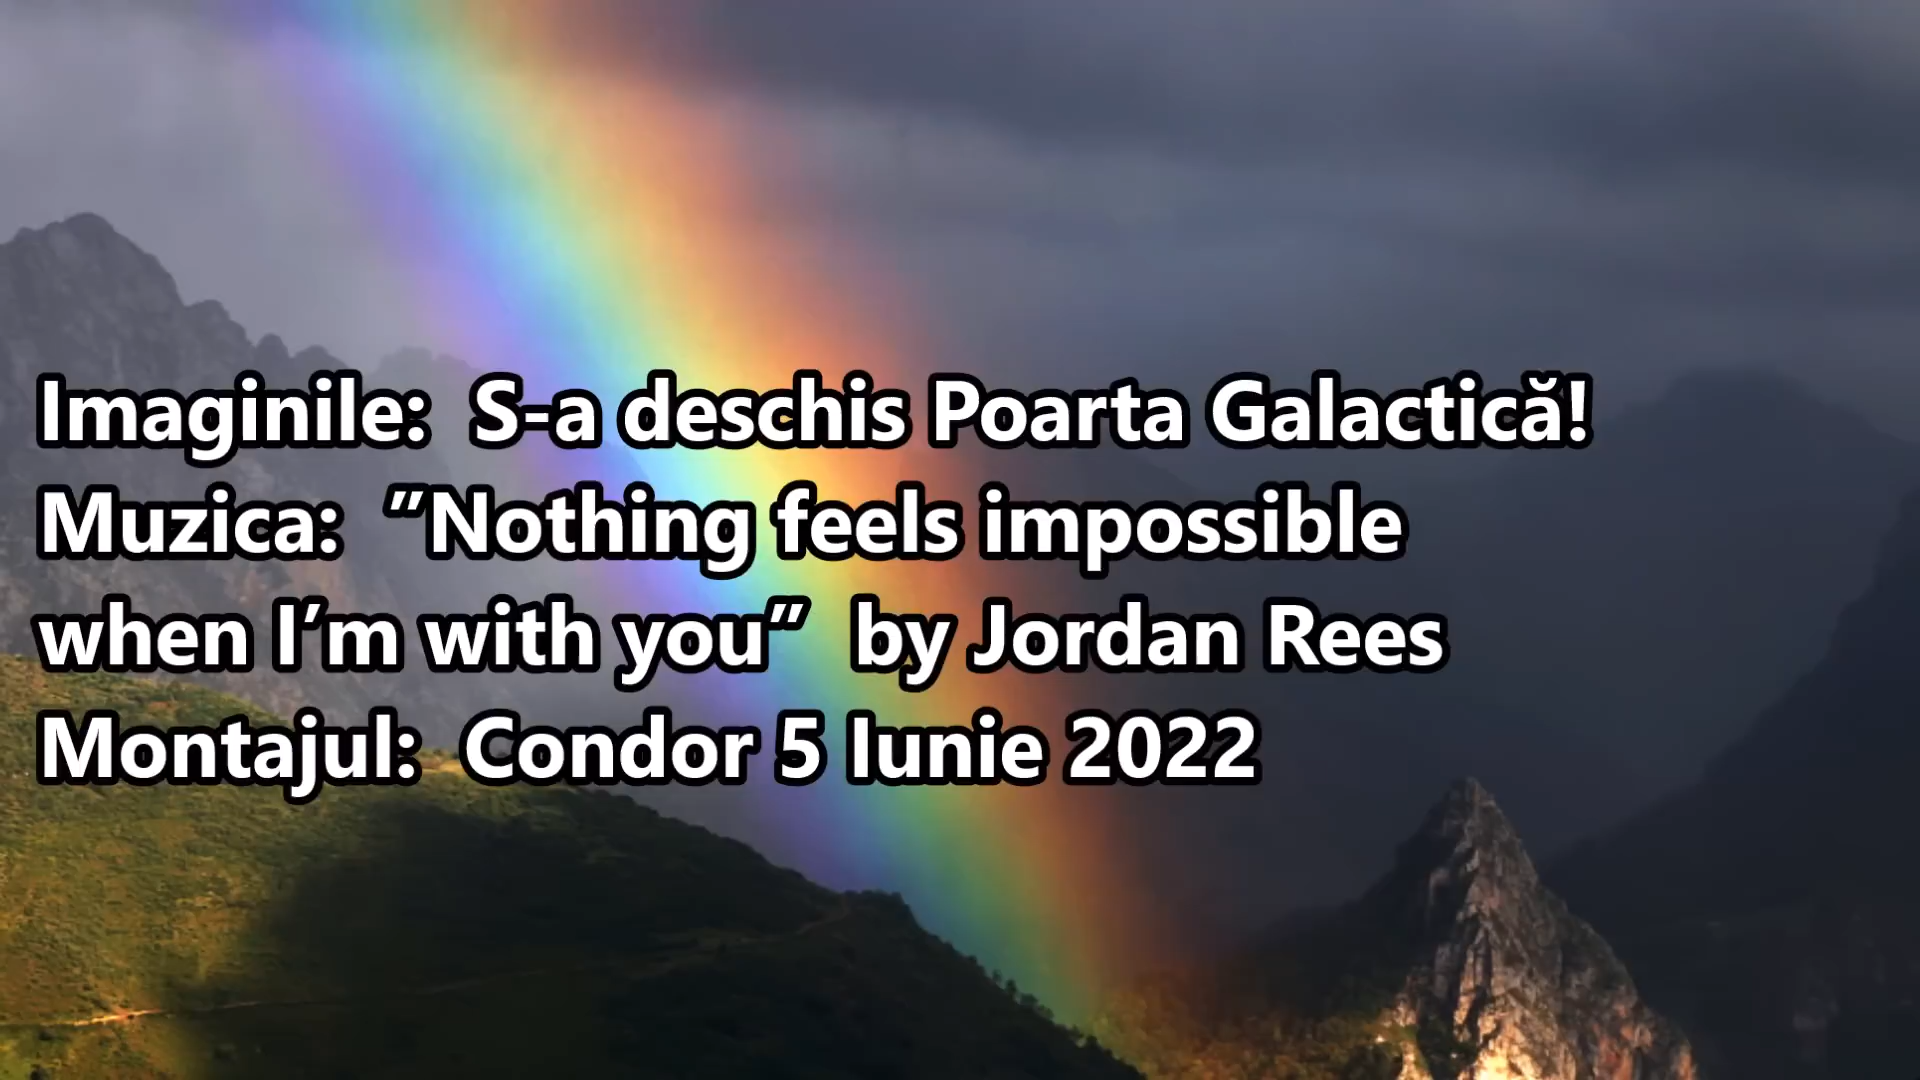 Imaginile:  S-a deschis Poarta Galactică!
Muzica:  ”Nothing feels impossible
when I’m with you”  by Jordan Rees
Montajul:  Condor 5 Iunie 2022